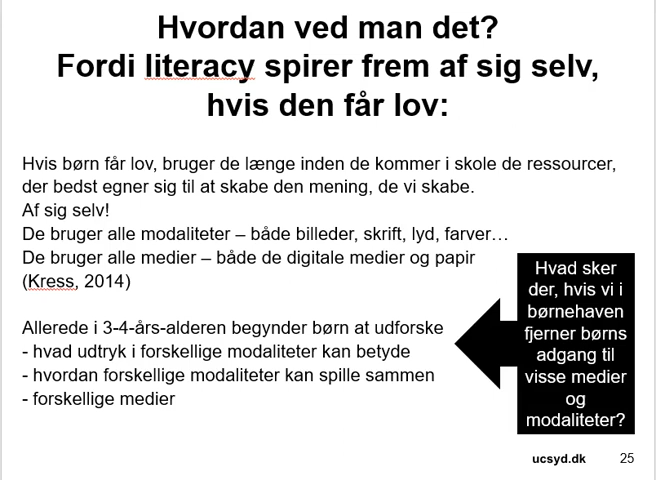 Hvordan ved man det?
Fordi literacy spirer frem af sig selv,
hvis den får lov:
Hvis børn får lov, bruger de længe inden de kommer i skole de ressourcer,
der bedst egner sig til at skabe den mening, de vi skabe.
Af sig selv!
De bruger alle modaliteter – både billeder, skrift, lyd, farver…
De bruger alle medier – både de digitale medier og papir
(Kress, 2014)
Allerede i 3-4-års-alderen begynder børn at udforske
- hvad udtryk i forskellige modaliteter kan betyde
- hvordan forskellige modaliteter kan spille sammen
- forskellige medier
Hvad sker
der, hvis vi i
børnehaven
fjerner børns
adgang til
visse medier
og
modaliteter?
ucsyd.dk 25